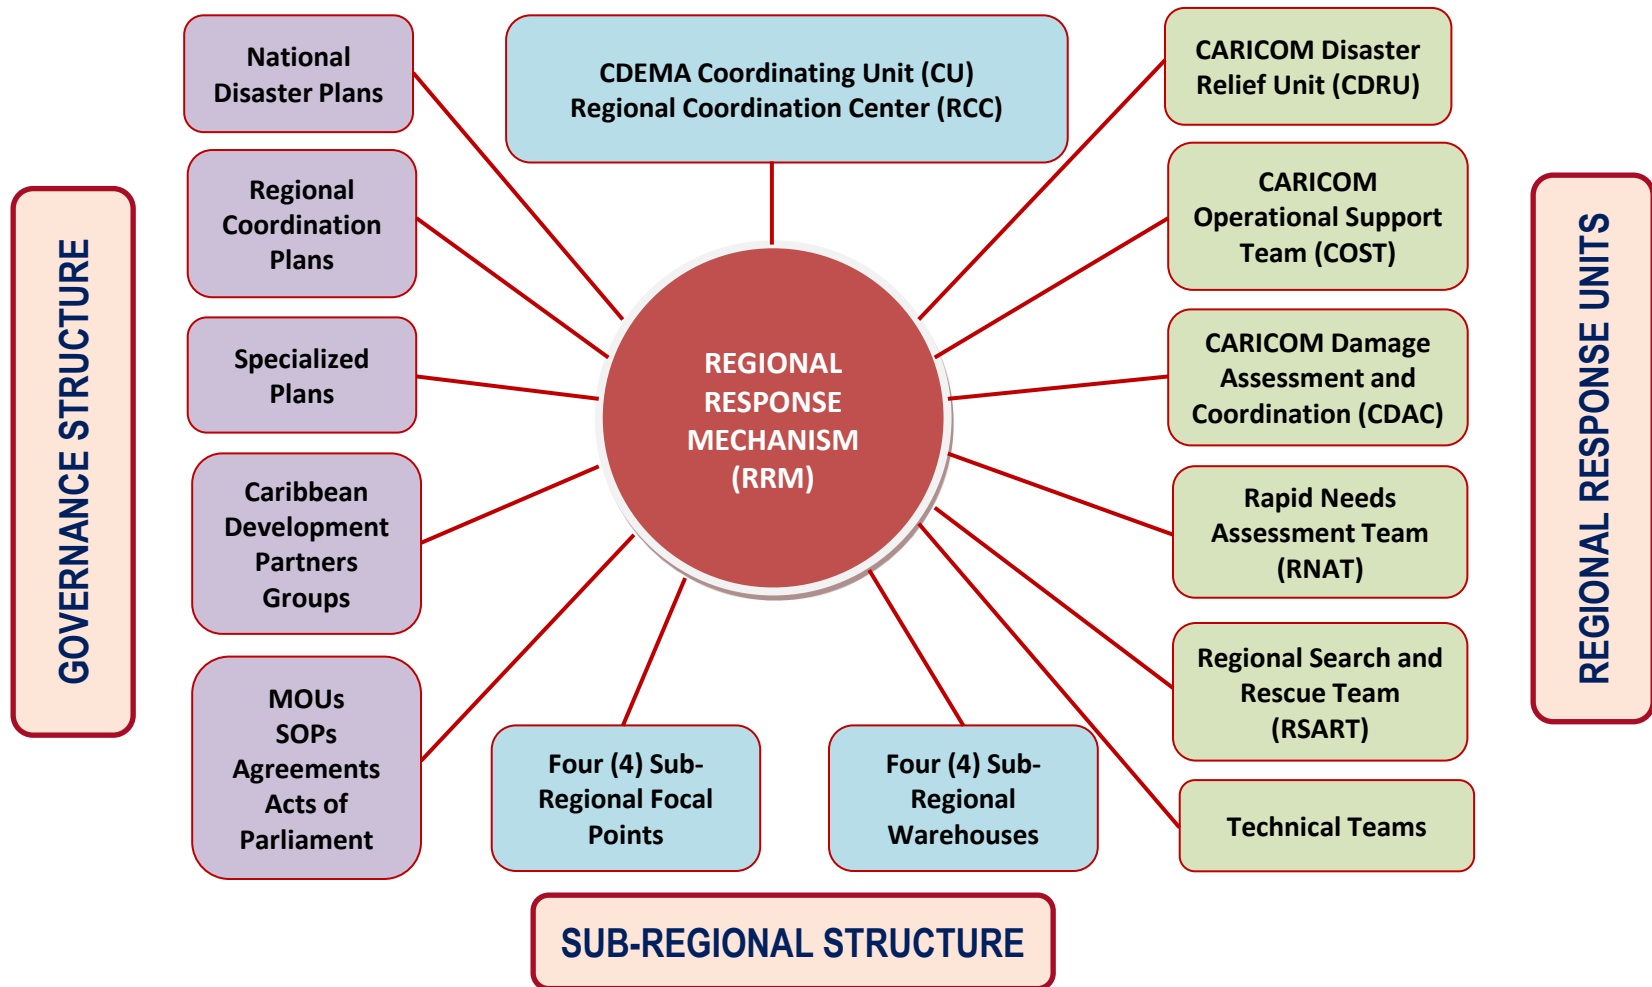 GOVERNANCE STRUCTURE
National
Disaster Plans
Regional
Coordination
Plans
Specialized
Plans
Caribbean
Development
Partners
Groups
MOUs
SOPs
Agreements
Acts of
Parliament
CDEMA Coordinating Unit (CU)
Regional Coordination Center (RCC)
REGIONAL
RESPONSE
MECHANISM
(RRM)
Four (4) Sub-
Regional Focal
Points
Four (4) Sub-
Regional
Warehouses
SUB-REGIONAL STRUCTURE
CARICOM Disaster
Relief Unit (CDRU)
CARICOM
Operational Support
Team (COST)
CARICOM Damage
Assessment and
Coordination (CDAC)
Rapid Needs
Assessment Team
(RNAT)
Regional Search and
Rescue Team
(RSART)
Technical Teams
REGIONAL RESPONSE UNITS